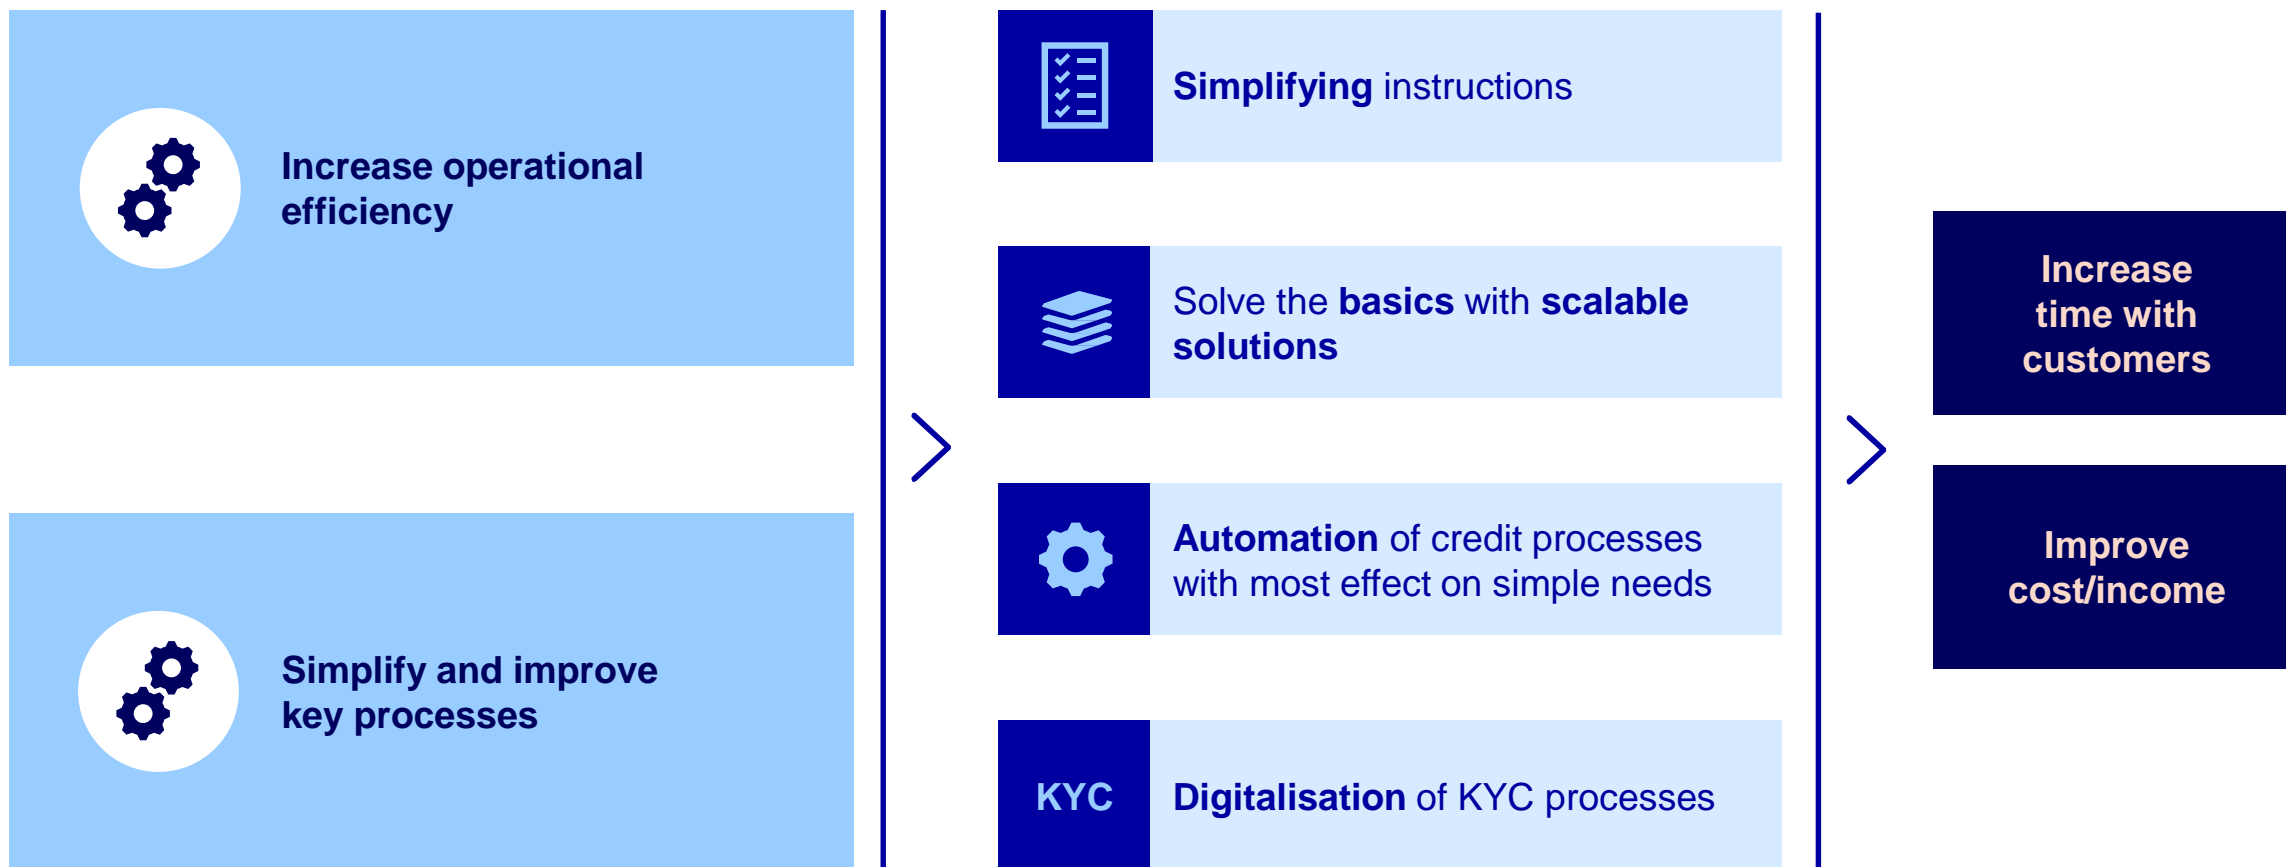 Increase operational
efficiency
Simplify and improve
key processes
Simplifying instructions
Solve the basics with scalable
solutions
Automation of credit processes
with most effect on simple needs
KYC
Digitalisation of KYC processes
Increase
time with
customers
Improve
cost/income